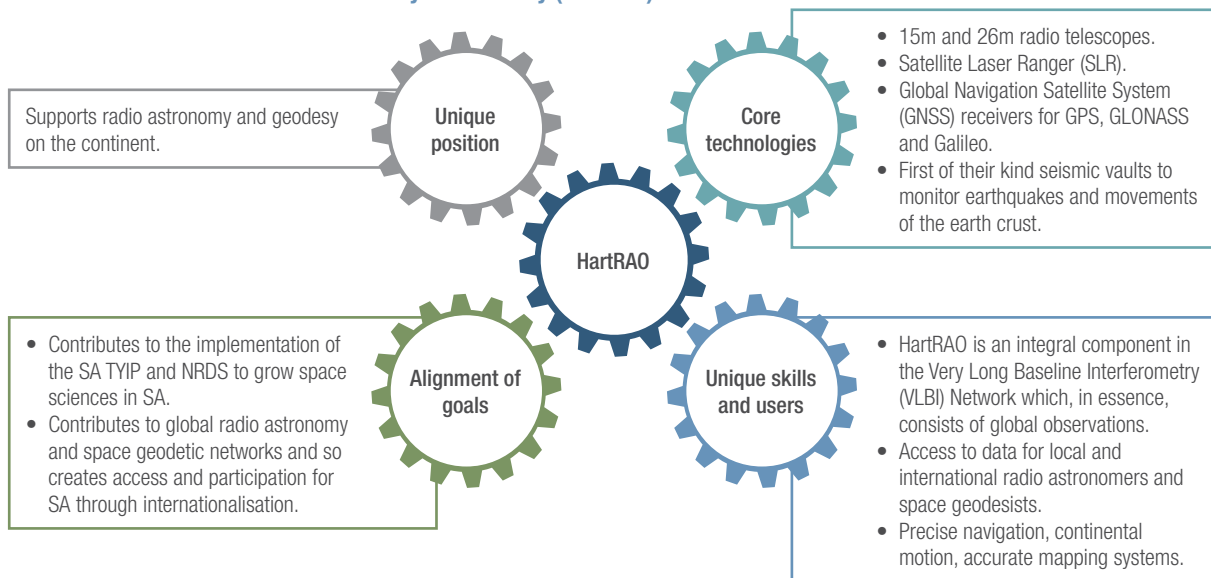 Unique
position
Supports radio astronomy and geodesy
on the continent.
Core
technologies
• 15m and 26m radio telescopes.
• Satellite Laser Ranger (SLR).
• Global Navigation Satellite System
(GNSS) receivers for GPS, GLONASS
and Galileo.
• First of their kind seismic vaults to
monitor earthquakes and movements
of the earth crust.
HartRAO
Alignment of
goals
• Contributes to the implementation of
the SA TYIP and NRDS to grow space
sciences in SA.
• Contributes to global radio astronomy
and space geodetic networks and so
creates access and participation for
SA through internationalisation.
Unique skills
and users
• HartRAO is an integral component in
the Very Long Baseline Interferometry
(VLBI) Network which, in essence,
consists of global observations.
• Access to data for local and
international radio astronomers and
space geodesists.
• Precise navigation, continental
motion, accurate mapping systems.